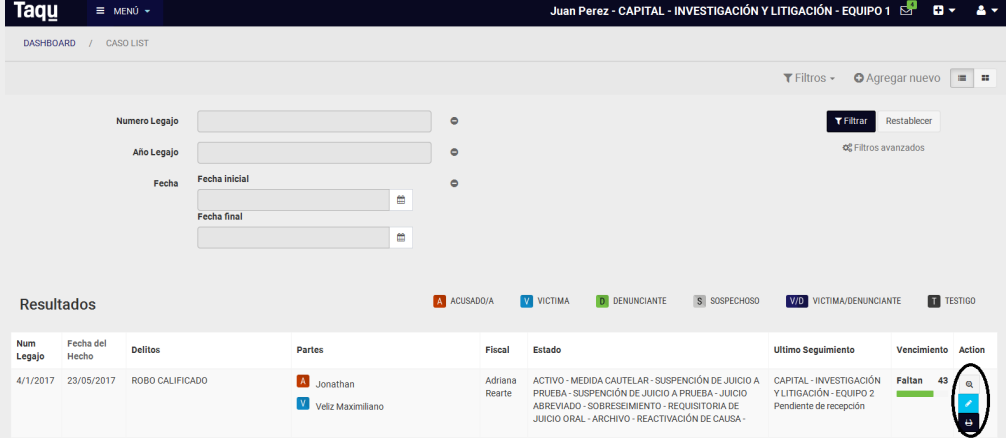 Taqu
MENÚ
Juan Perez - CAPITAL - INVESTIGACIÓN Y LITIGACIÓN - EQUIPO 1
4
DASHBOARD / CASO LIST
Filtros
Agregar nuevo
Numero Legajo
Filtrar
Restablecer
Año Legajo
Filtros avanzados
Fecha
Fecha inicial
Fecha final
Resultados
A ACUSADO/A
V VICTIMA
D DENUNCIANTE
S SOSPECHOSO
V/D VICTIMA/DENUNCIANTE
T TESTIGO
Num
Legajo
Fecha del
Hecho
Delitos
Partes
Fiscal
Estado
Ultimo Seguimiento
Vencimiento
Action
4/1/2017
23/05/2017
ROBO CALIFICADO
A Jonathan
V Veliz Maximiliano
Adriana
Rearte
ACTIVO - MEDIDA CAUTELAR - SUSPENCIÓN DE JUICIO A
PRUEBA - SUSPENCIÓN DE JUICIO A PRUEBA - JUICIO
ABREVIADO - SOBRESEIMIENTO - REQUISITORIA DE
JUICIO ORAL - ARCHIVO - REACTIVACIÓN DE CAUSA -
CAPITAL - INVESTIGACIÓN
Y LITIGACIÓN - EQUIPO 2
Pendiente de recepción
Faltan 43